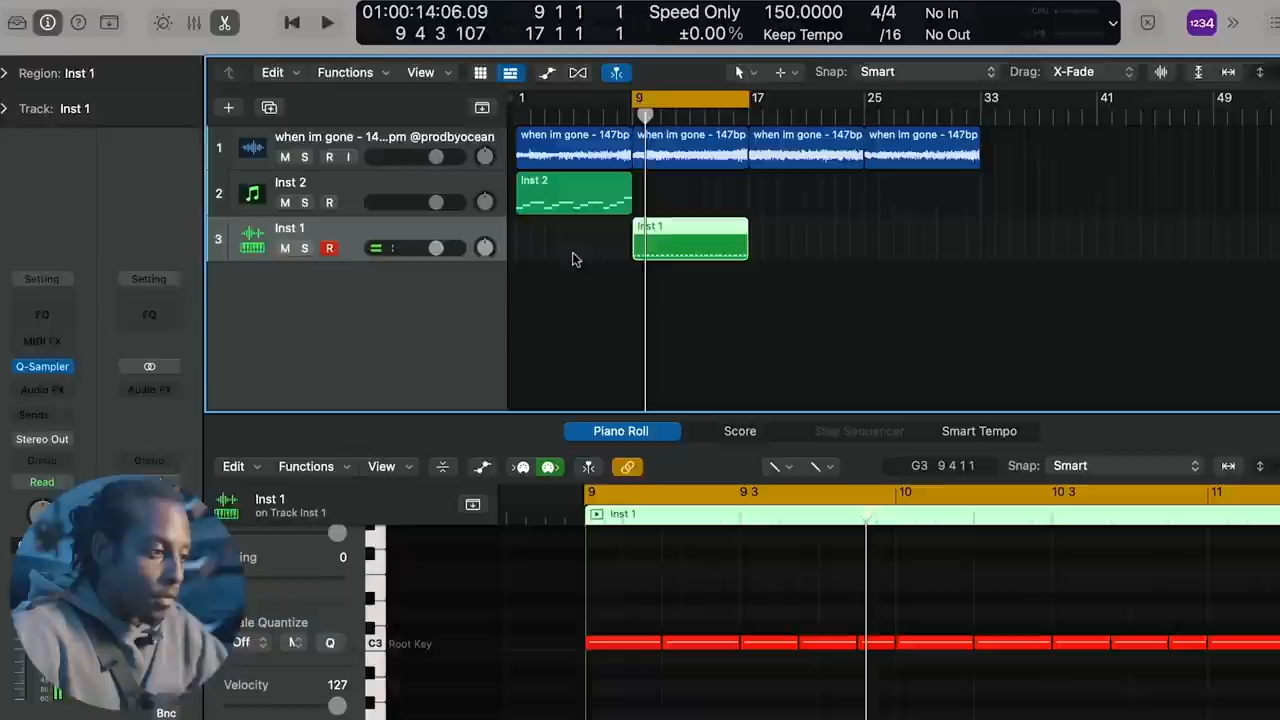 01:00:14:06.09
9 4 3 107
9 1 1 1
17 1 1 1
Speed Only
±0.00%
150.0000
Keep Tempo
4/4
/16
No In
No Out
CPU
1234
Region: Inst 1
Track: Inst 1
Edit
Functions
View
Snap: Smart
Drag: X-Fade
1
9
17
25
33
41
49
1
when im gone - 14...pm @prodbyocean
M S R I
when im gone - 147bp
when im gone - 147bp
when im gone - 147bp
when im gone - 147bp
2
Inst 2
M S R
Inst 2
3
Inst 1
M S R
Inst 1
Setting
Setting
EQ
EQ
MIDI FX
Q-Sampler
Audio FX
Audio FX
Sends
Stereo Out
Group
Group
Read
Bnc
Piano Roll
Score
Step Sequencer
Smart Tempo
Edit
Functions
View
G3 9 4 1 1
Snap: Smart
Inst 1
on Track Inst 1
9
9 3
10
10 3
11
Inst 1
ing
0
ale Quantize
Off
Q
Velocity
127
C3
Root Key